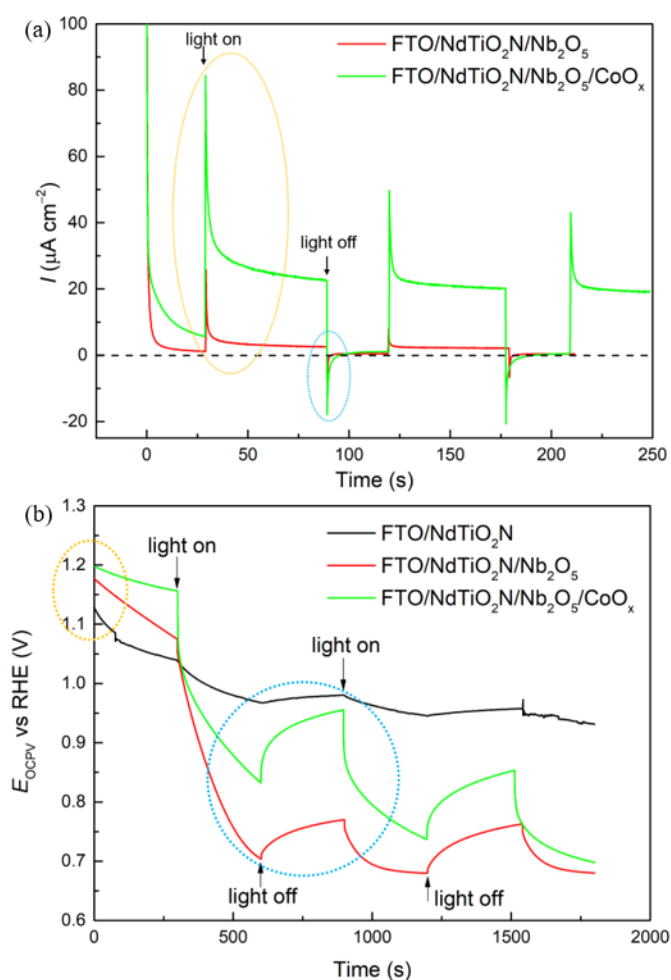 (a)
light on
FTO/NdTiO₂N/Nb₂O₅
FTO/NdTiO₂N/Nb₂O₅/CoOₓ
light off
I (μA cm⁻²)
100
80
60
40
20
0
-20
0
50
100
150
200
250
Time (s)
(b)
light on
FTO/NdTiO₂N
FTO/NdTiO₂N/Nb₂O₅
FTO/NdTiO₂N/Nb₂O₅/CoOₓ
light on
light off
light off
E_OCPV vs RHE (V)
1.3
1.2
1.1
1.0
0.9
0.8
0.7
0.6
0
500
1000
1500
2000
Time (s)